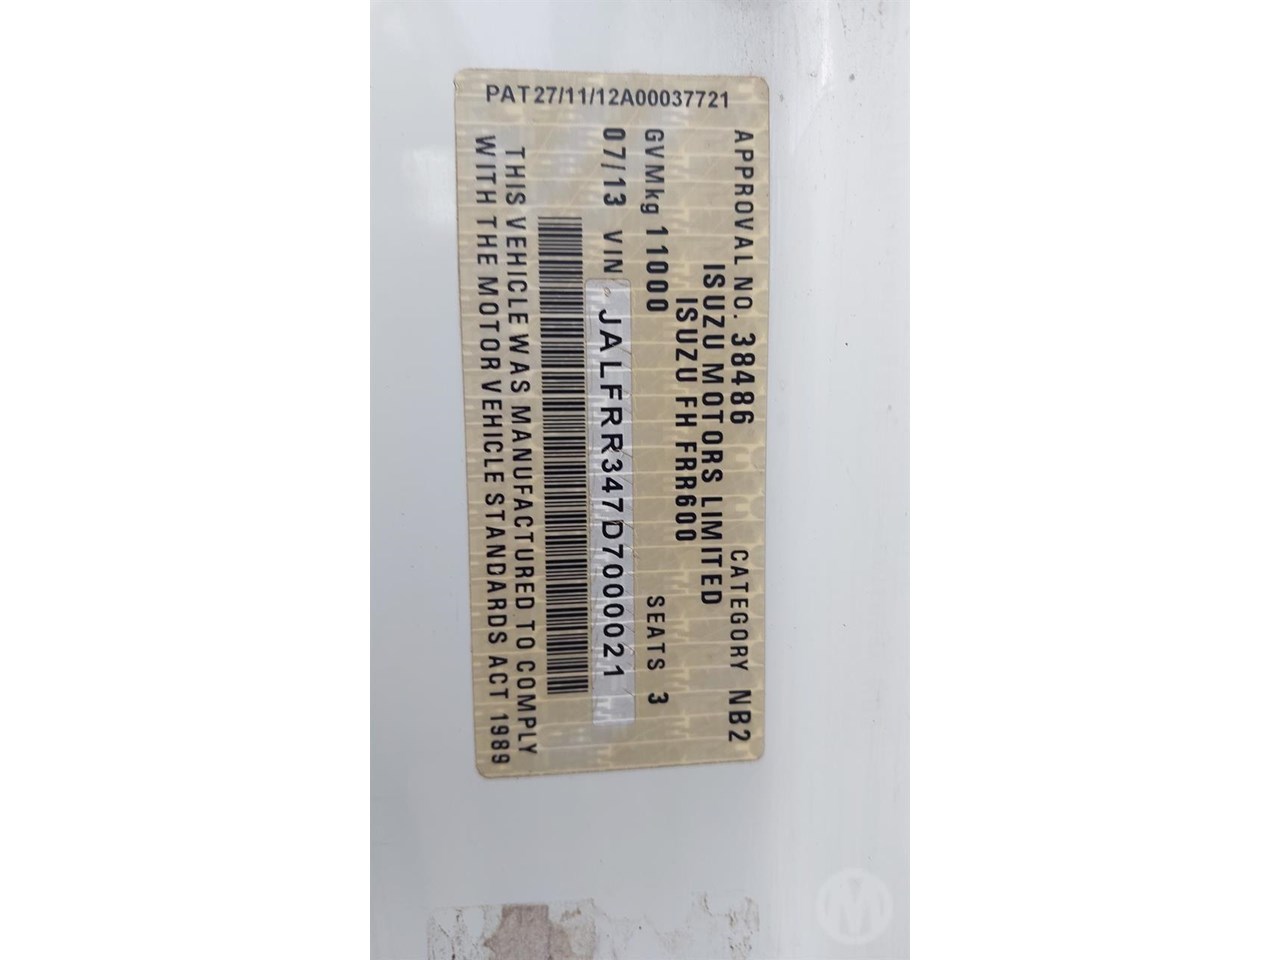 PAT27/11/12A00037721
APPROVAL NO. 38486 CATEGORY NB2
ISUZU MOTORS LIMITED
ISUZU FH FRR600
GVMkg 11000 SEATS 3
07/13 VIN JALFRR347D7000021
THIS VEHICLE WAS MANUFACTURED TO COMPLY
WITH THE MOTOR VEHICLE STANDARDS ACT 1989
M